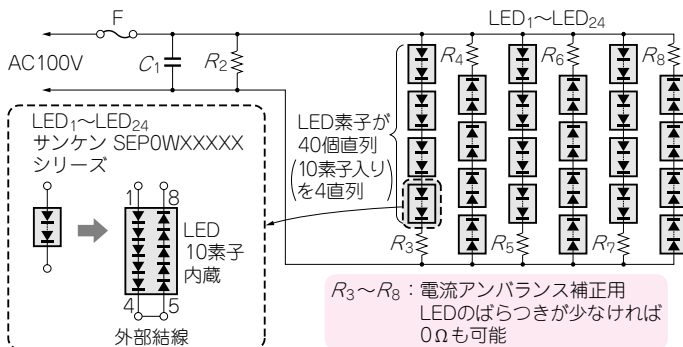 F
LED₁～LED₂₄
AC100V
C₁
R₂
R₄
R₆
R₈
LED素子が
40個直列
(10素子入り
を4直列)
R₃
R₅
R₇
LED₁～LED₂₄
サンケン SEP0WXXXXX
シリーズ
1
8
LED
10素子
内蔵
4
5
外部結線
R₃～R₈：電流アンバランス補正用
LEDのばらつきが少なければ
0Ωも可能